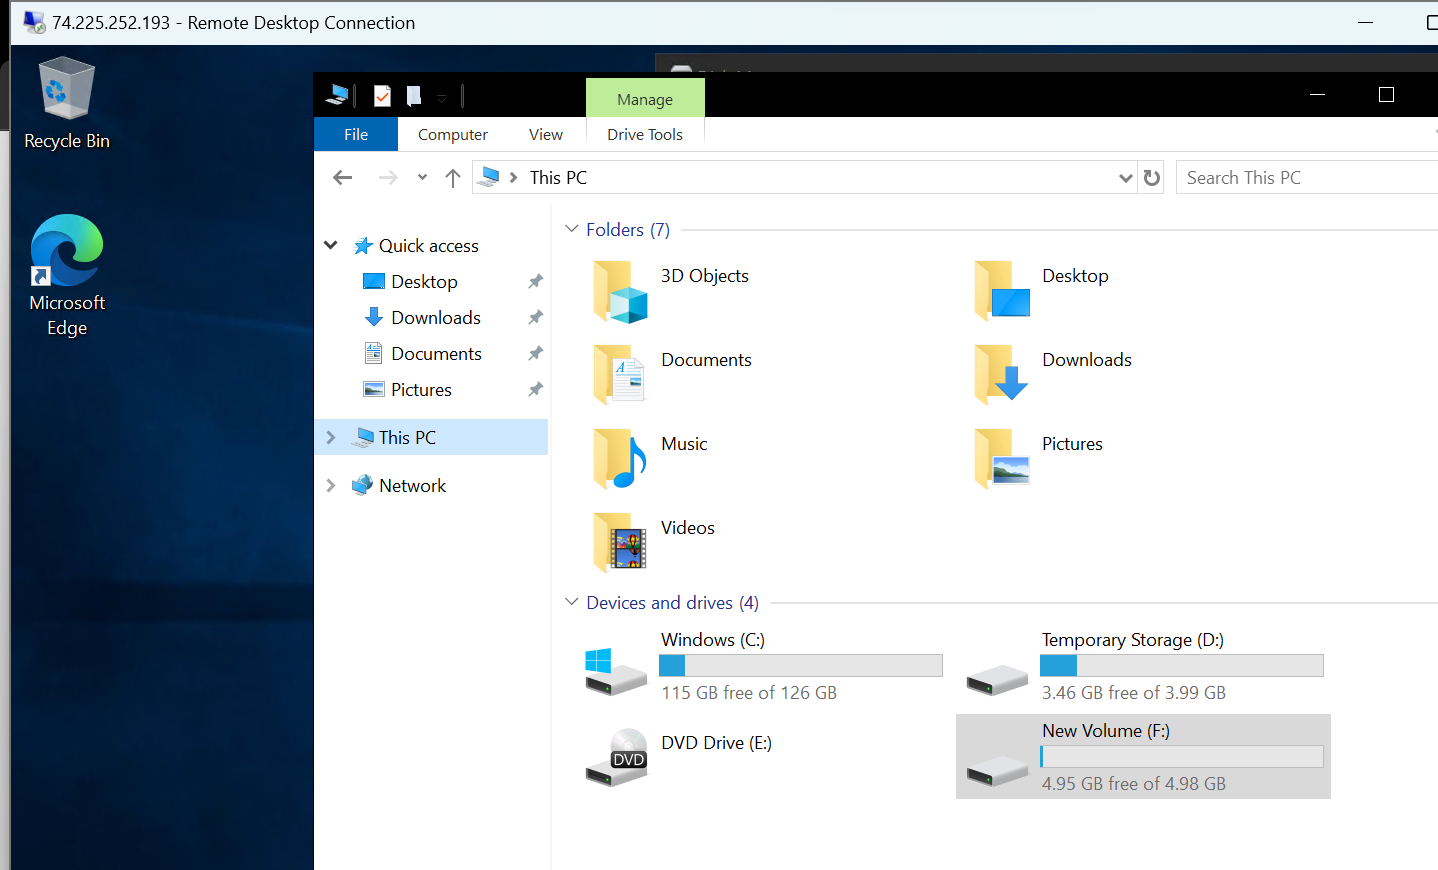 74.225.252.193 - Remote Desktop Connection
Recycle Bin
Microsoft
Edge
Manage
File
Computer
View
Drive Tools
This PC
Search This PC
Quick access
Desktop
Downloads
Documents
Pictures
This PC
Network
Folders (7)
3D Objects
Desktop
Documents
Downloads
Music
Pictures
Videos
Devices and drives (4)
Windows (C:)
115 GB free of 126 GB
Temporary Storage (D:)
3.46 GB free of 3.99 GB
DVD
DVD Drive (E:)
New Volume (F:)
4.95 GB free of 4.98 GB